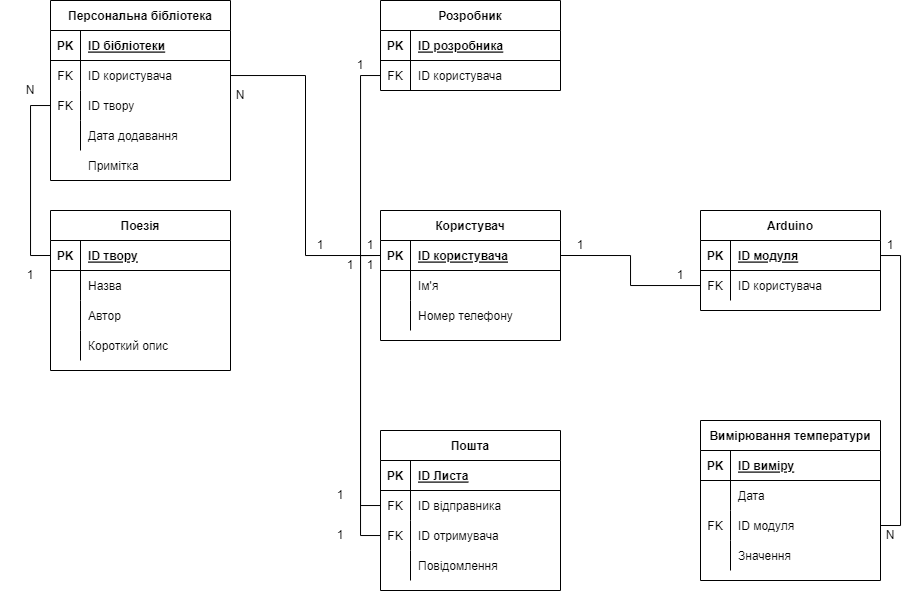 Персональна бібліотека
PK ID бібліотеки
FK ID користувача
FK ID твору
Дата додавання
Примітка
N
N
1
Поезія
PK ID твору
Назва
Автор
Короткий опис
Розробник
PK ID розробника
FK ID користувача
1
1
1
1
1
Користувач
PK ID користувача
Ім'я
Номер телефону
1
1
Arduino
PK ID модуля
FK ID користувача
1
Пошта
PK ID Листа
FK ID відправника
FK ID отримувача
Повідомлення
1
1
Вимірювання температури
PK ID виміру
Дата
FK ID модуля
Значення
N